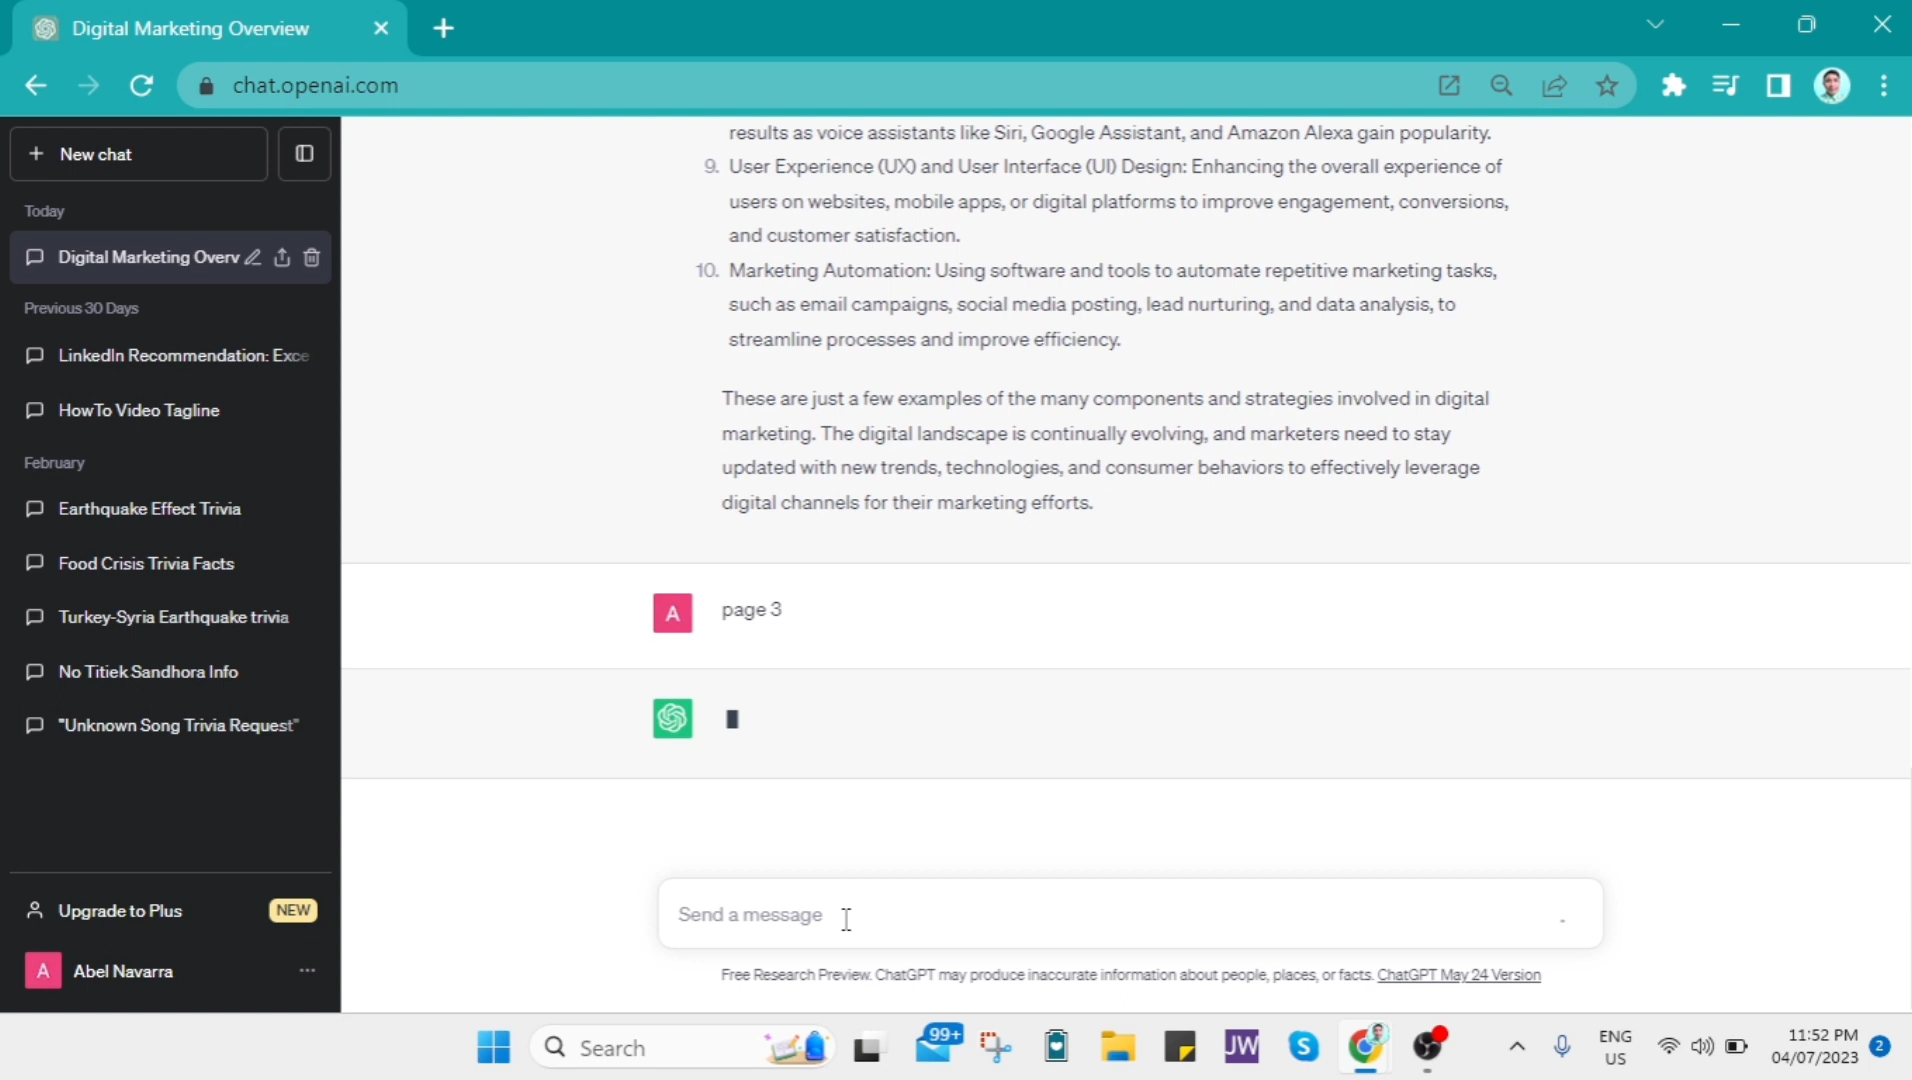 Digital Marketing Overview
chat.openai.com
New chat
Today
Digital Marketing Overv
Previous 30 Days
LinkedIn Recommendation: Exce
HowTo Video Tagline
February
Earthquake Effect Trivia
Food Crisis Trivia Facts
Turkey-Syria Earthquake trivia
No Titiek Sandhora Info
"Unknown Song Trivia Request"
Upgrade to Plus NEW
A Abel Navarra
results as voice assistants like Siri, Google Assistant, and Amazon Alexa gain popularity.
9. User Experience (UX) and User Interface (UI) Design: Enhancing the overall experience of
users on websites, mobile apps, or digital platforms to improve engagement, conversions,
and customer satisfaction.
10. Marketing Automation: Using software and tools to automate repetitive marketing tasks,
such as email campaigns, social media posting, lead nurturing, and data analysis, to
streamline processes and improve efficiency.
These are just a few examples of the many components and strategies involved in digital
marketing. The digital landscape is continually evolving, and marketers need to stay
updated with new trends, technologies, and consumer behaviors to effectively leverage
digital channels for their marketing efforts.
A page 3
Send a message
Free Research Preview. ChatGPT may produce inaccurate information about people, places, or facts. ChatGPT May 24 Version
Search
99+
JW
S
ENG
US
11:52 PM
04/07/2023
2